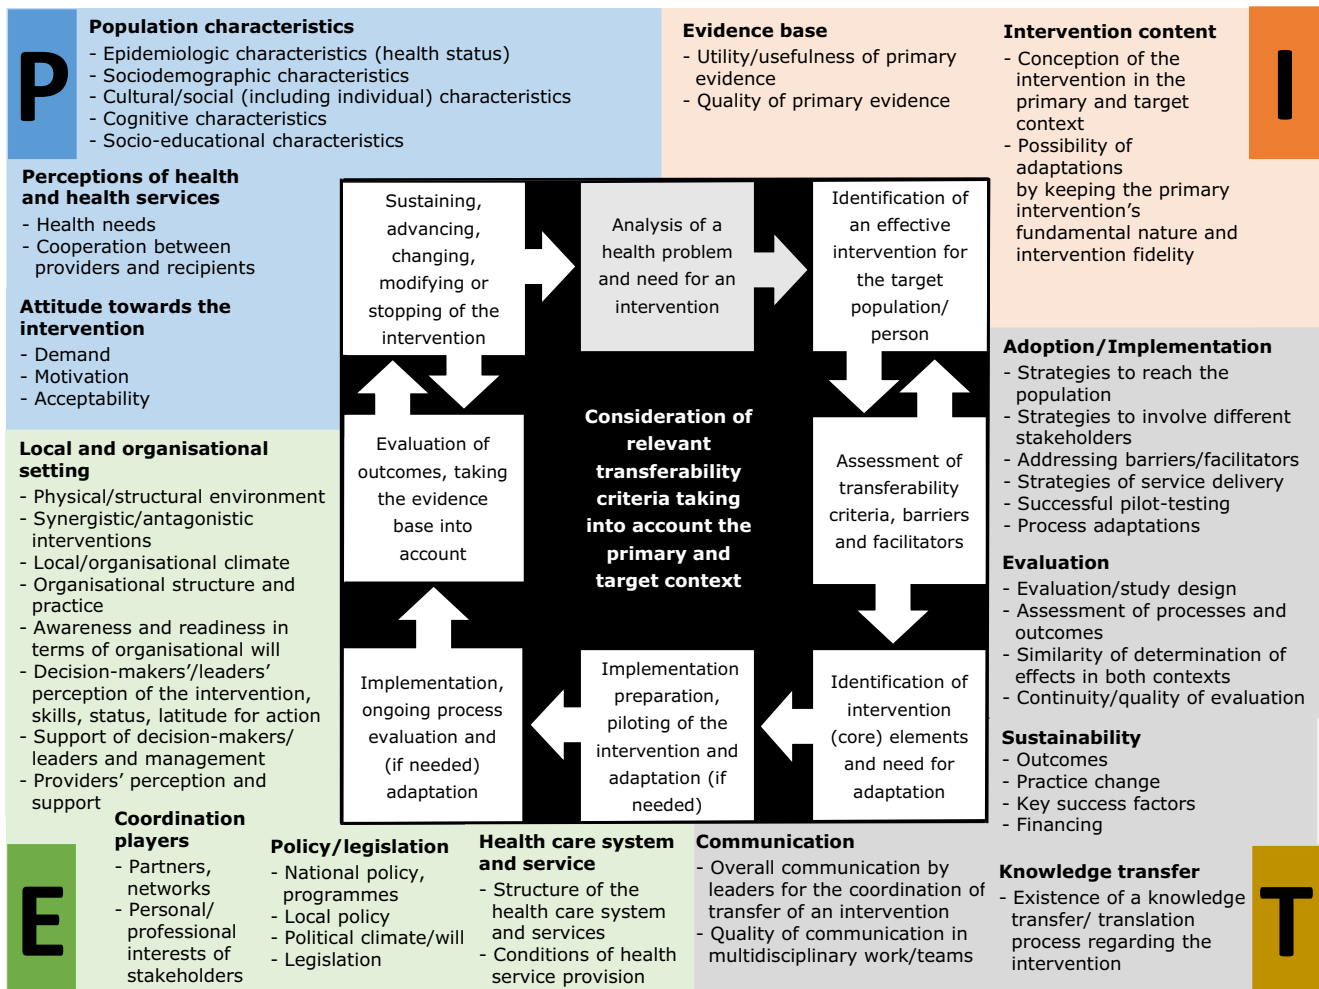 P
Population characteristics
- Epidemiologic characteristics (health status)
- Sociodemographic characteristics
- Cultural/social (including individual) characteristics
- Cognitive characteristics
- Socio-educational characteristics
Perceptions of health
and health services
- Health needs
- Cooperation between
providers and recipients
Attitude towards the
intervention
- Demand
- Motivation
- Acceptability
Evidence base
- Utility/usefulness of primary
evidence
- Quality of primary evidence
Intervention content
- Conception of the
intervention in the
primary and target
context
- Possibility of
adaptations
by keeping the primary
intervention's
fundamental nature and
intervention fidelity
I
Sustaining,
advancing,
changing,
modifying or
stopping of the
intervention
Analysis of a
health problem
and need for an
intervention
Identification of
an effective
intervention for
the target
population/
person
Evaluation of
outcomes, taking
the evidence
base into
account
Consideration of
relevant
transferability
criteria taking
into account the
primary and
target context
Assessment of
transferability
criteria, barriers
and facilitators
Implementation,
ongoing process
evaluation and
(if needed)
adaptation
Implementation
preparation,
piloting of the
intervention and
adaptation (if
needed)
Identification of
intervention
(core) elements
and need for
adaptation
Local and organisational
setting
- Physical/structural environment
- Synergistic/antagonistic
interventions
- Local/organisational climate
- Organisational structure and
practice
- Awareness and readiness in
terms of organisational will
- Decision-makers’/leaders’
perception of the intervention,
skills, status, latitude for action
- Support of decision-makers/
leaders and management
- Providers’ perception and
support
E
Coordination
players
- Partners,
networks
- Personal/
professional
interests of
stakeholders
Policy/legislation
- National policy,
programmes
- Local policy
- Political climate/will
- Legislation
Health care system
and service
- Structure of the
health care system
and services
- Conditions of health
service provision
Adoption/Implementation
- Strategies to reach the
population
- Strategies to involve different
stakeholders
- Addressing barriers/facilitators
- Strategies of service delivery
- Successful pilot-testing
- Process adaptations
Evaluation
- Evaluation/study design
- Assessment of processes and
outcomes
- Similarity of determination of
effects in both contexts
- Continuity/quality of evaluation
Sustainability
- Outcomes
- Practice change
- Key success factors
- Financing
Communication
- Overall communication by
leaders for the coordination of
transfer of an intervention
- Quality of communication in
multidisciplinary work/teams
Knowledge transfer
- Existence of a knowledge
transfer/ translation
process regarding the
intervention
T